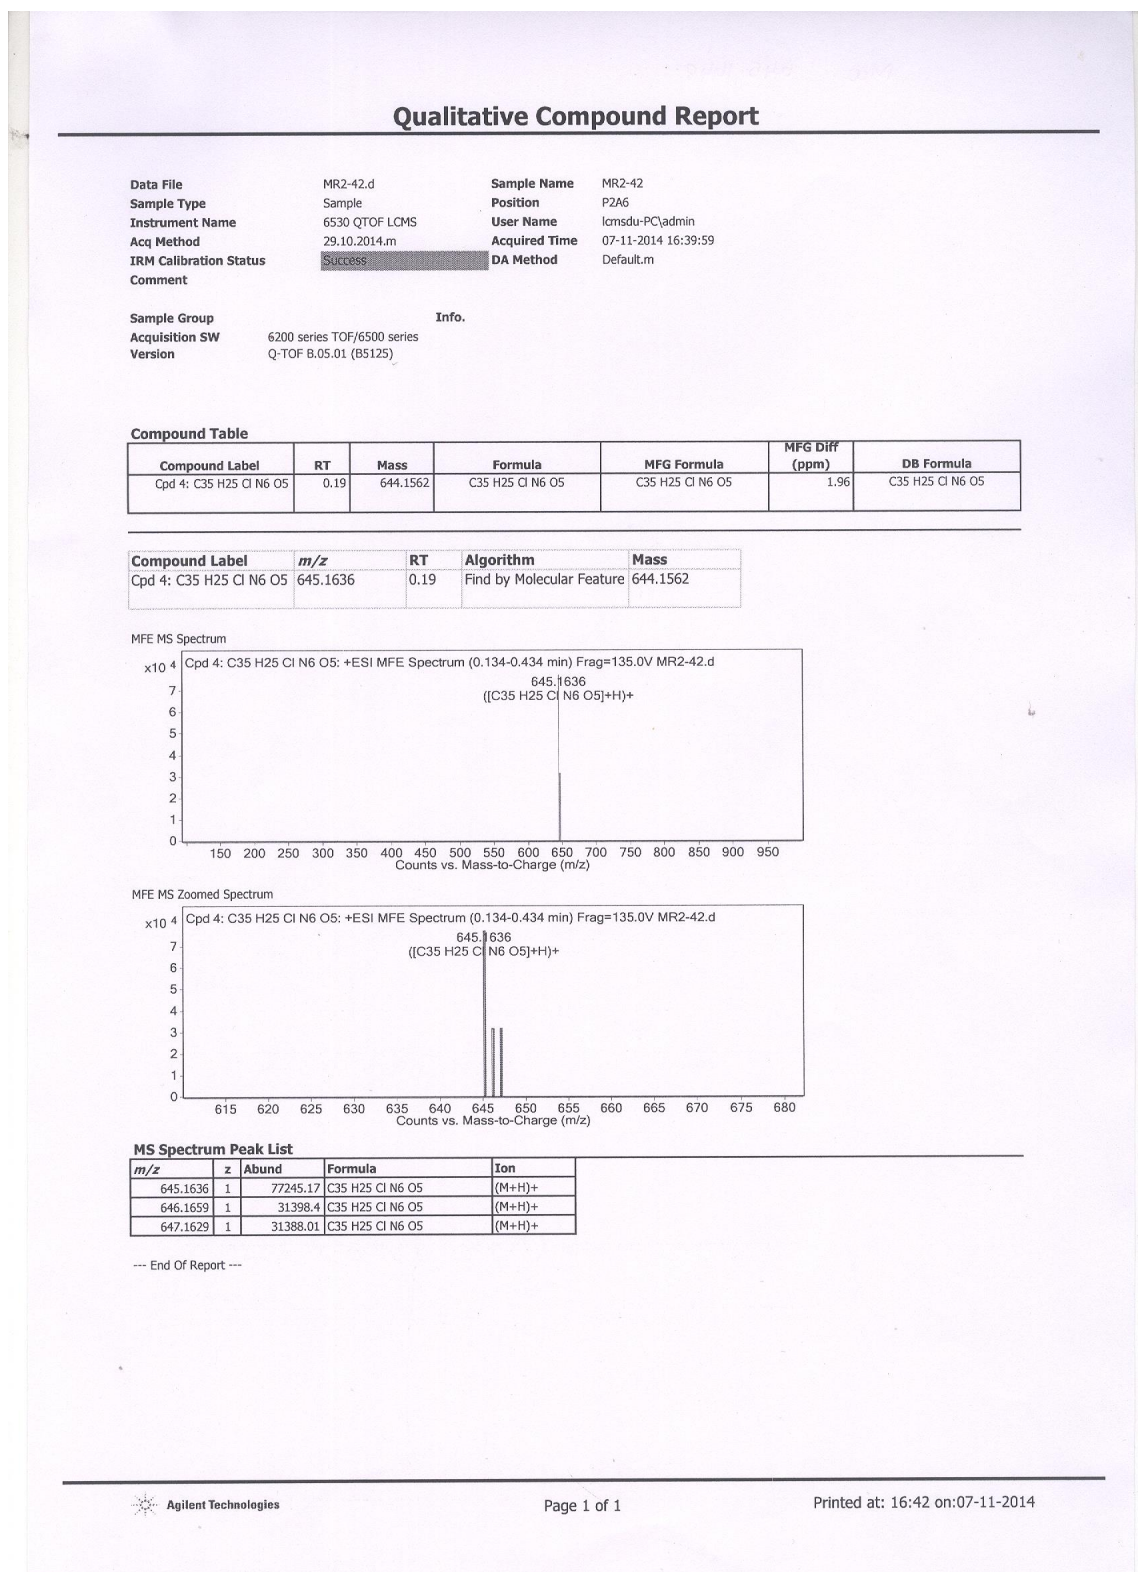 Qualitative Compound Report
Data File MR2-42.d Sample Name MR2-42
Sample Type Sample Position P2A6
Instrument Name 6530 QTOF LCMS User Name lcmsdu-PC\admin
Acq Method 29.10.2014.m Acquired Time 07-11-2014 16:39:59
IRM Calibration Status Success DA Method Default.m
Comment
Sample Group Info.
Acquisition SW 6200 series TOF/6500 series
Version Q-TOF B.05.01 (B5125)
Compound Table
Compound Label RT Mass Formula MFG Formula MFG Diff (ppm) DB Formula
Cpd 4: C35 H25 Cl N6 O5 0.19 644.1562 C35 H25 Cl N6 O5 C35 H25 Cl N6 O5 1.96 C35 H25 Cl N6 O5
Compound Label m/z RT Algorithm Mass
Cpd 4: C35 H25 Cl N6 O5 645.1636 0.19 Find by Molecular Feature 644.1562
MFE MS Spectrum
x10 4 Cpd 4: C35 H25 Cl N6 O5: +ESI MFE Spectrum (0.134-0.434 min) Frag=135.0V MR2-42.d
645.1636
([C35 H25 Cl N6 O5]+H)+
7
6
5
4
3
2
1
0
150 200 250 300 350 400 450 500 550 600 650 700 750 800 850 900 950
Counts vs. Mass-to-Charge (m/z)
MFE MS Zoomed Spectrum
x10 4 Cpd 4: C35 H25 Cl N6 O5: +ESI MFE Spectrum (0.134-0.434 min) Frag=135.0V MR2-42.d
645.1636
([C35 H25 Cl N6 O5]+H)+
7
6
5
4
3
2
1
0
615 620 625 630 635 640 645 650 655 660 665 670 675 680
Counts vs. Mass-to-Charge (m/z)
MS Spectrum Peak List
m/z z Abund Formula Ion
645.1636 1 77245.17 C35 H25 Cl N6 O5 (M+H)+
646.1659 1 31398.4 C35 H25 Cl N6 O5 (M+H)+
647.1629 1 31388.01 C35 H25 Cl N6 O5 (M+H)+
--- End Of Report ---
Agilent Technologies Page 1 of 1 Printed at: 16:42 on:07-11-2014